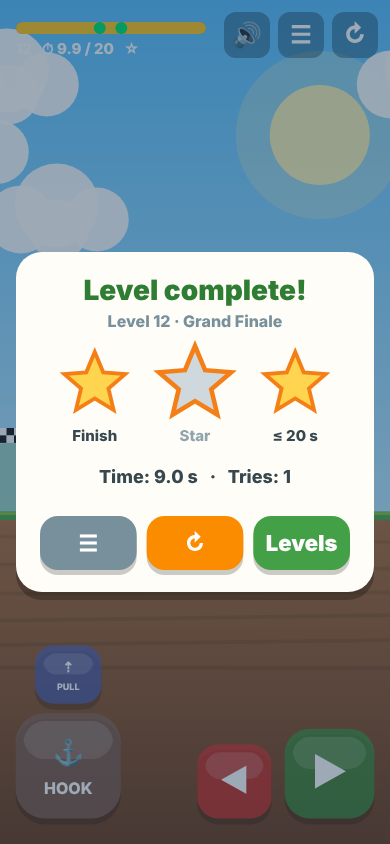 9.9 / 20
Level complete!
Level 12 · Grand Finale
Finish
Star
≤ 20 s
Time: 9.0 s · Tries: 1
Levels
PULL
HOOK